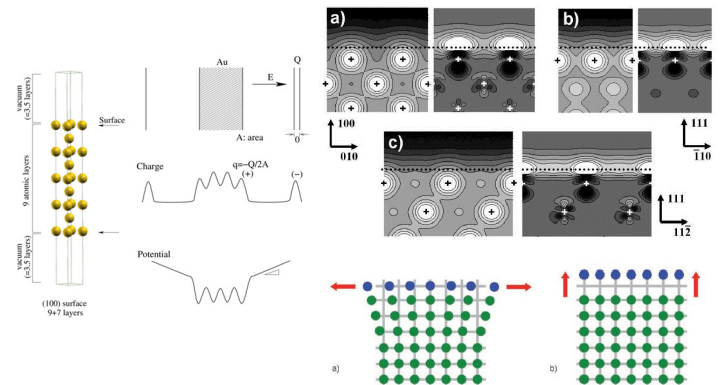 vacuum
(=3,5 layers)
9 atomic layers
vacuum
(=3,5 layers)
Surface
(100) surface
9+7 layers
Au
Q
E
A: area
0
Charge
q=−Q/2A
(+)
(−)
Potential
a)
100
010
b)
111
1̅10
c)
111
112̅
a)
b)